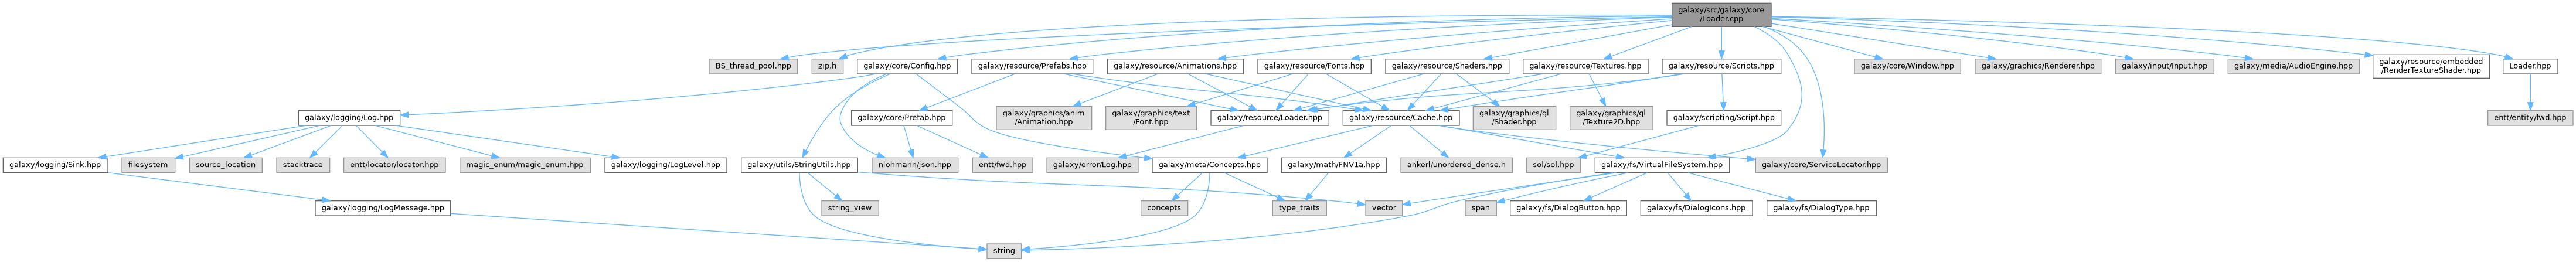 galaxy/src/galaxy/core
/Loader.cpp
BS_thread_pool.hpp
zip.h
galaxy/core/Config.hpp
galaxy/resource/Prefabs.hpp
galaxy/resource/Animations.hpp
galaxy/resource/Fonts.hpp
galaxy/resource/Shaders.hpp
galaxy/resource/Textures.hpp
galaxy/resource/Scripts.hpp
galaxy/core/Window.hpp
galaxy/graphics/Renderer.hpp
galaxy/input/Input.hpp
galaxy/media/AudioEngine.hpp
galaxy/resource/embedded
/RenderTextureShader.hpp
Loader.hpp
galaxy/logging/Log.hpp
galaxy/core/Prefab.hpp
galaxy/graphics/anim
/Animation.hpp
galaxy/graphics/text
/Font.hpp
galaxy/resource/Loader.hpp
galaxy/resource/Cache.hpp
galaxy/graphics/gl
/Shader.hpp
galaxy/graphics/gl
/Texture2D.hpp
galaxy/scripting/Script.hpp
entt/entity/fwd.hpp
galaxy/logging/Sink.hpp
filesystem
source_location
stacktrace
entt/locator/locator.hpp
magic_enum/magic_enum.hpp
galaxy/logging/LogLevel.hpp
galaxy/utils/StringUtils.hpp
nlohmann/json.hpp
entt/fwd.hpp
galaxy/error/Log.hpp
galaxy/meta/Concepts.hpp
galaxy/math/FNV1a.hpp
ankerl/unordered_dense.h
sol/sol.hpp
galaxy/fs/VirtualFileSystem.hpp
galaxy/core/ServiceLocator.hpp
galaxy/logging/LogMessage.hpp
string_view
concepts
type_traits
vector
span
galaxy/fs/DialogButton.hpp
galaxy/fs/DialogIcons.hpp
galaxy/fs/DialogType.hpp
string